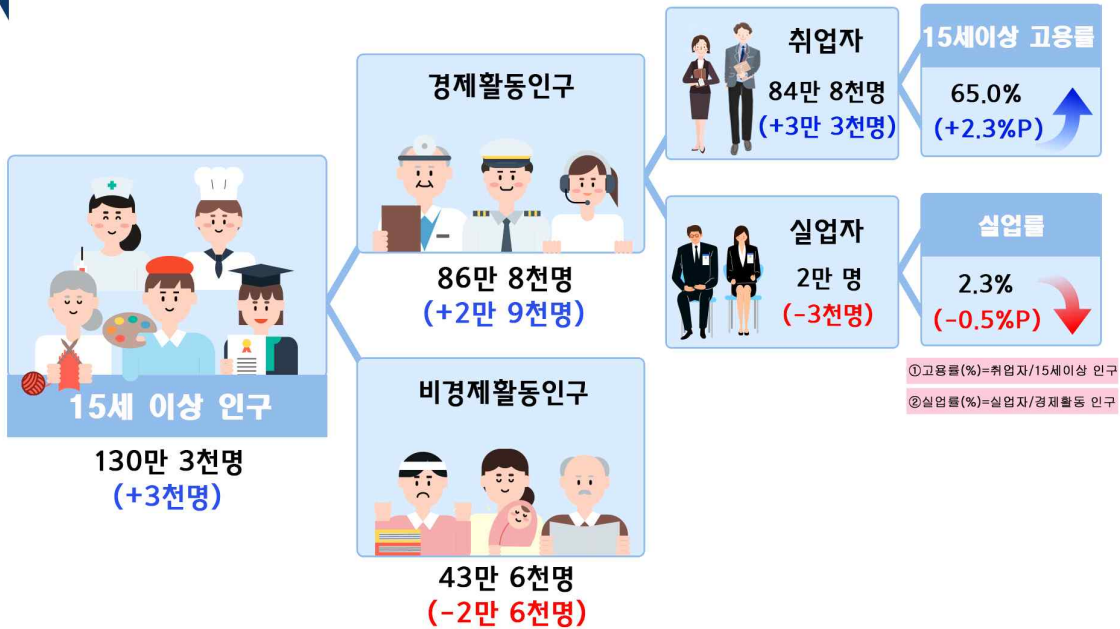 15세 이상 인구
130만 3천명
(+3천명)
경제활동인구
86만 8천명
(+2만 9천명)
비경제활동인구
43만 6천명
(-2만 6천명)
취업자
84만 8천명
(+3만 3천명)
15세이상 고용률
65.0%
(+2.3%P)
실업자
2만 명
(-3천명)
실업률
2.3%
(-0.5%P)
①고용률(%)=취업자/15세이상 인구
②실업률(%)=실업자/경제활동 인구